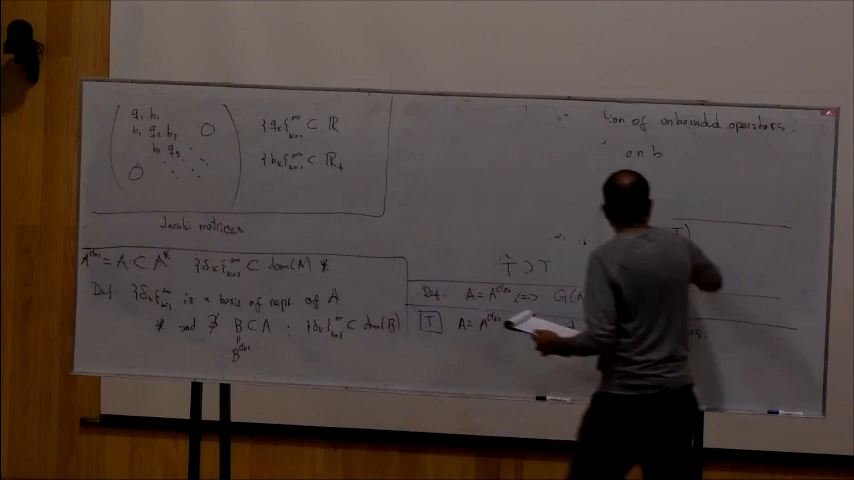 q₁ b₁
b₁ q₂ b₂ O
b₂ q₃ ⋱
O ⋱ ⋱
{q_k}_{k=1}^∞ ⊂ ℝ
{b_k}_{k=1}^∞ ⊂ ℝ₊
Jacobi matrices
A^{clos} = A ⊂ A* {δ_k}_{k=1}^∞ ⊂ dom(A) *
Def {δ_k}_{k=1}^∞ is a basis of rept of A
* and ∄ B ⊂ A : {δ_k}_{k=1}^∞ ⊂ dom(B)
B^{clos}
tion of unbounded operators.
on b
T̂ ⊃ T
T)
Def: A = A^{clos} ⟺ G(A
T A = A^{clos}